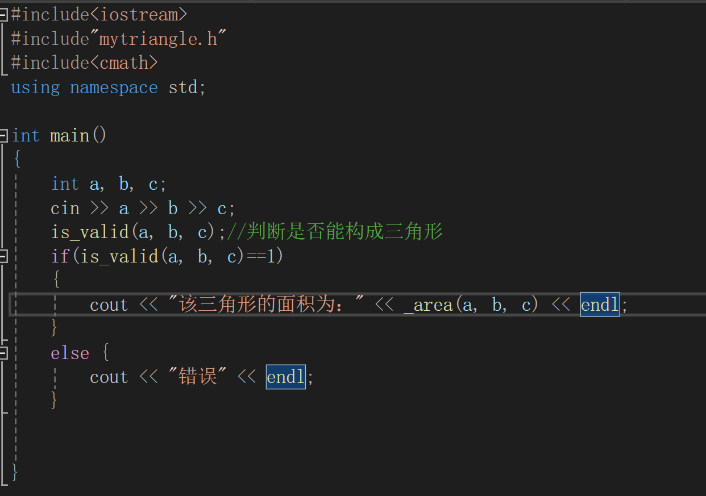 #include<iostream>
#include"mytriangle.h"
#include<cmath>
using namespace std;
int main()
{
int a, b, c;
cin >> a >> b >> c;
is_valid(a, b, c);//判断是否能构成三角形
if(is_valid(a, b, c)==1)
{
cout << "该三角形的面积为：" << _area(a, b, c) << endl;
}
else {
cout << "错误" << endl;
}
}